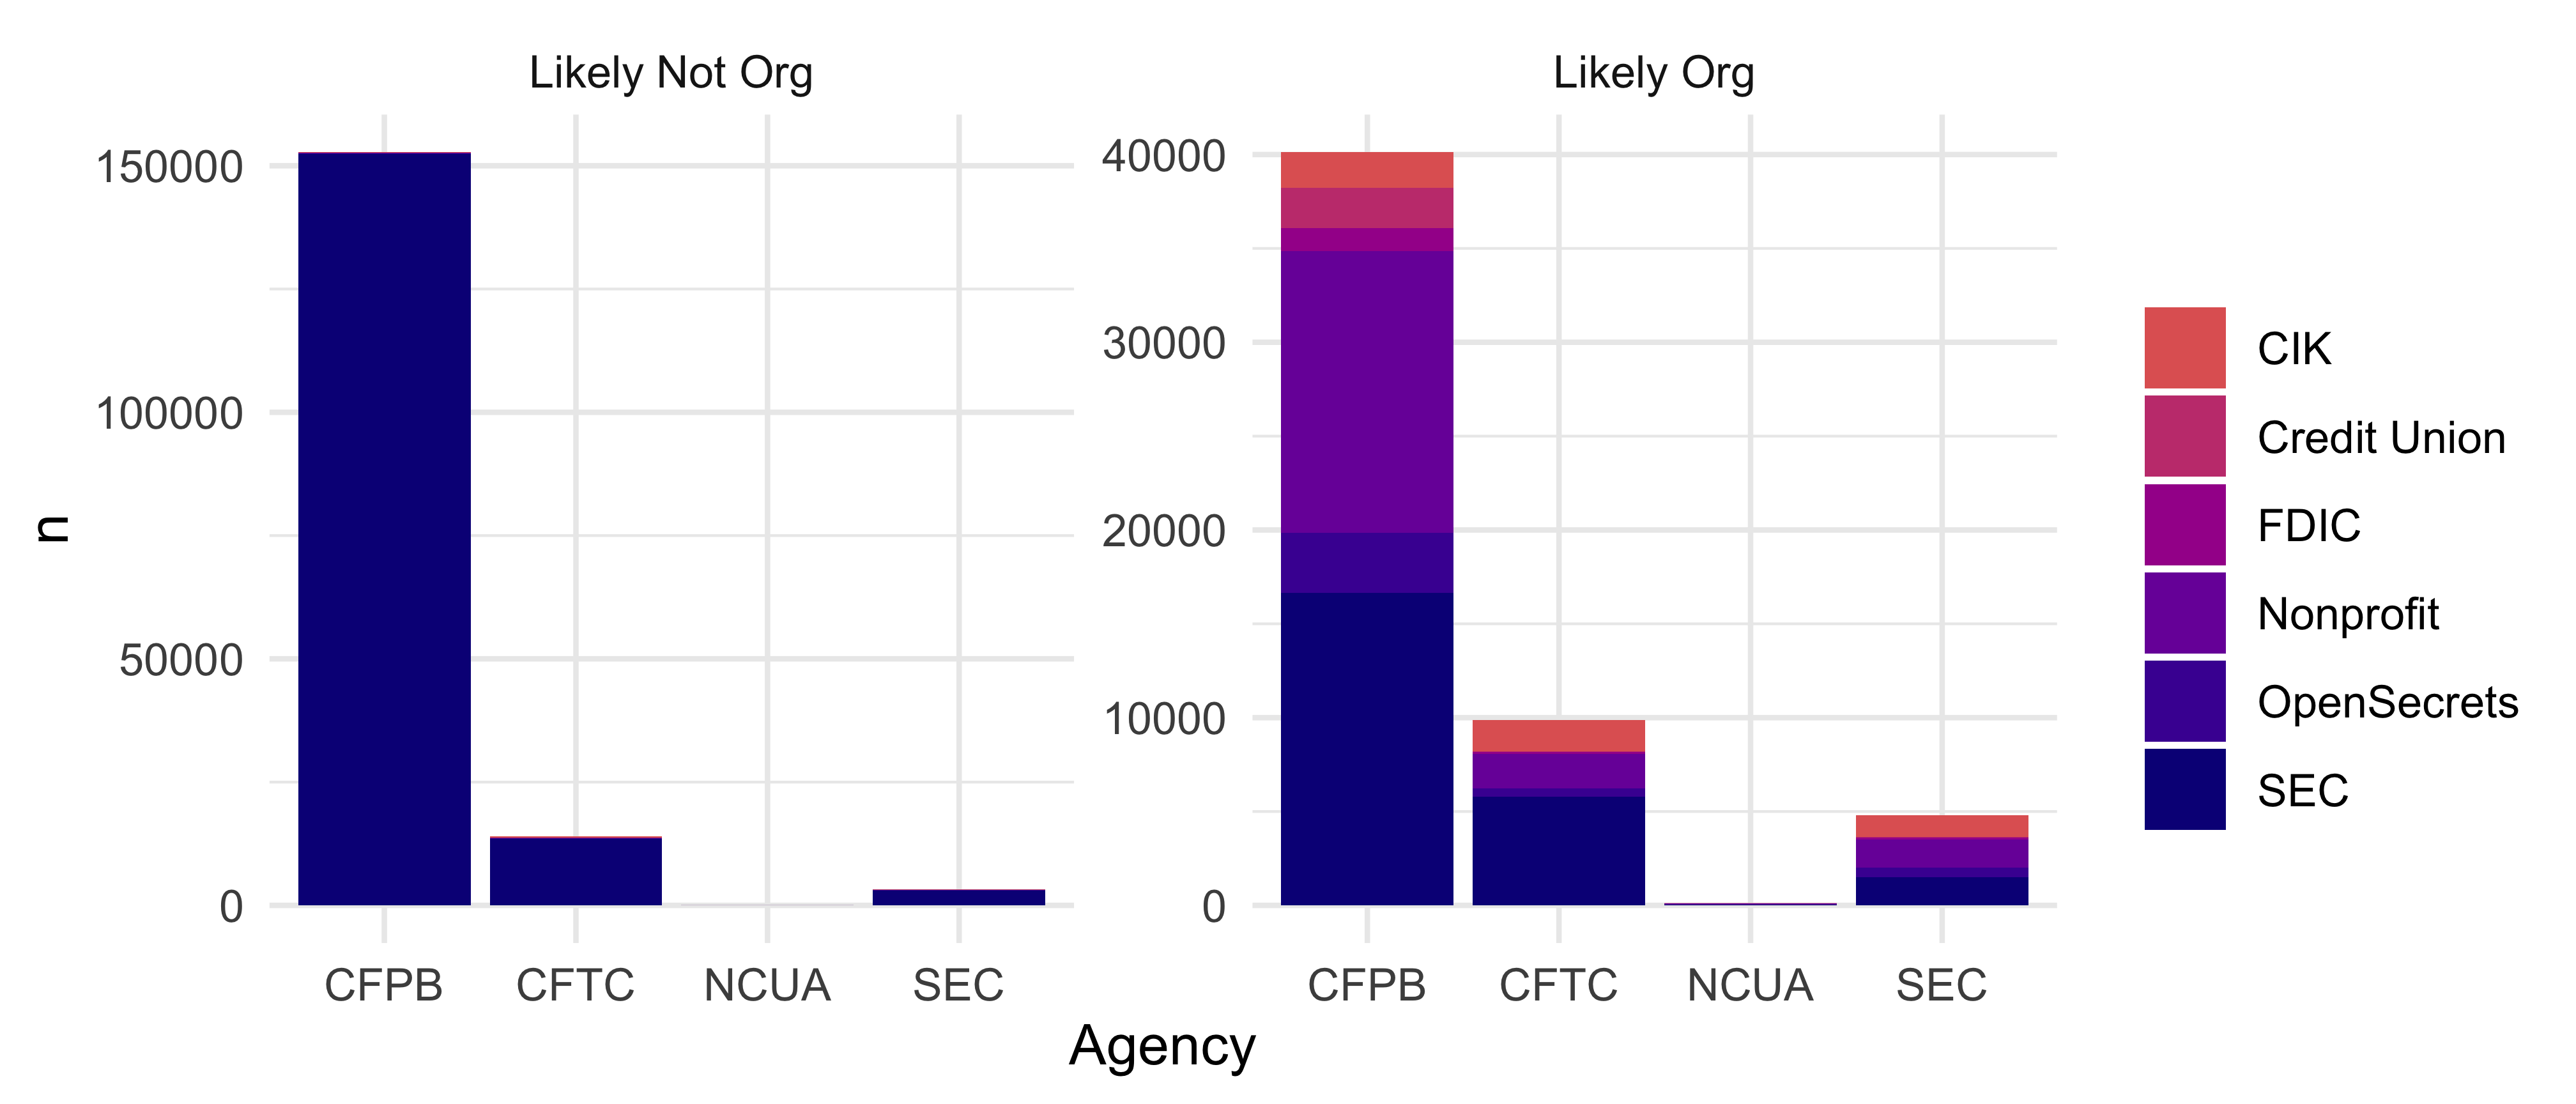 Likely Not Org
Likely Org
n
150000
100000
50000
0
40000
30000
20000
10000
0
CFPB CFTC NCUA SEC
CFPB CFTC NCUA SEC
Agency
CIK
Credit Union
FDIC
Nonprofit
OpenSecrets
SEC